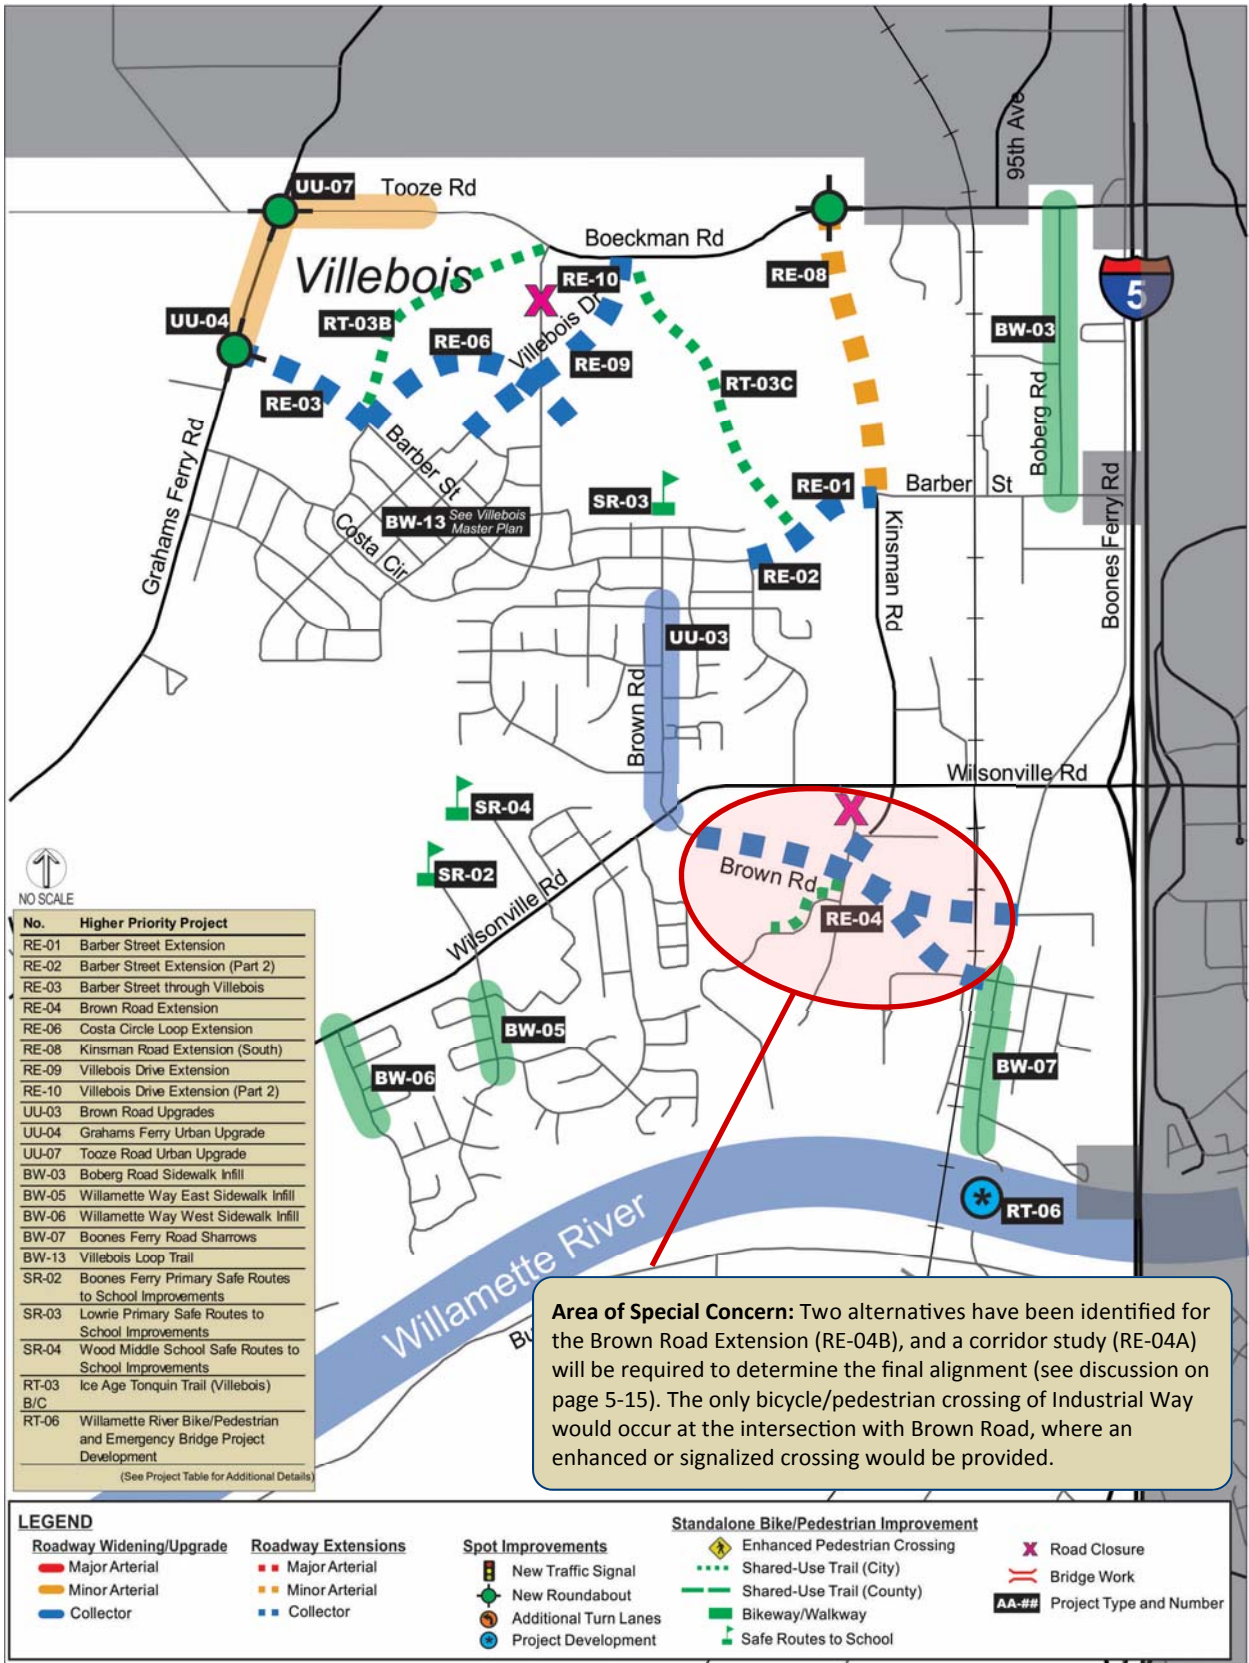 95th Ave
UU-07
Tooze Rd
Boeckman Rd
Villebois
RE-10
RE-08
5
UU-04
RT-03B
RE-06
Villebois Dr
RE-09
BW-03
RE-03
RT-03C
Boberg Rd
Grahams Ferry Rd
Barber St
SR-03
RE-01
Barber St
BW-13 See Villebois
Master Plan
Costa Cir
Kinsman Rd
Boones Ferry Rd
RE-02
UU-03
Brown Rd
Wilsonville Rd
SR-04
SR-02
Brown Rd
RE-04
Wilsonville Rd
NO SCALE
BW-05
BW-06
BW-07
RT-06
Willamette River
Bu
No. Higher Priority Project
RE-01 Barber Street Extension
RE-02 Barber Street Extension (Part 2)
RE-03 Barber Street through Villebois
RE-04 Brown Road Extension
RE-06 Costa Circle Loop Extension
RE-08 Kinsman Road Extension (South)
RE-09 Villebois Drive Extension
RE-10 Villebois Drive Extension (Part 2)
UU-03 Brown Road Upgrades
UU-04 Grahams Ferry Urban Upgrade
UU-07 Tooze Road Urban Upgrade
BW-03 Boberg Road Sidewalk Infill
BW-05 Willamette Way East Sidewalk Infill
BW-06 Willamette Way West Sidewalk Infill
BW-07 Boones Ferry Road Sharrows
BW-13 Villebois Loop Trail
SR-02 Boones Ferry Primary Safe Routes
to School Improvements
SR-03 Lowrie Primary Safe Routes to
School Improvements
SR-04 Wood Middle School Safe Routes to
School Improvements
RT-03 Ice Age Tonquin Trail (Villebois)
B/C
RT-06 Willamette River Bike/Pedestrian
and Emergency Bridge Project
Development
(See Project Table for Additional Details)
Area of Special Concern: Two alternatives have been identified for
the Brown Road Extension (RE-04B), and a corridor study (RE-04A)
will be required to determine the final alignment (see discussion on
page 5-15). The only bicycle/pedestrian crossing of Industrial Way
would occur at the intersection with Brown Road, where an
enhanced or signalized crossing would be provided.
LEGEND
Roadway Widening/Upgrade
Major Arterial
Minor Arterial
Collector
Roadway Extensions
Major Arterial
Minor Arterial
Collector
Spot Improvements
New Traffic Signal
New Roundabout
Additional Turn Lanes
Project Development
Standalone Bike/Pedestrian Improvement
Enhanced Pedestrian Crossing
Shared-Use Trail (City)
Shared-Use Trail (County)
Bikeway/Walkway
Safe Routes to School
X Road Closure
Bridge Work
AA-## Project Type and Number